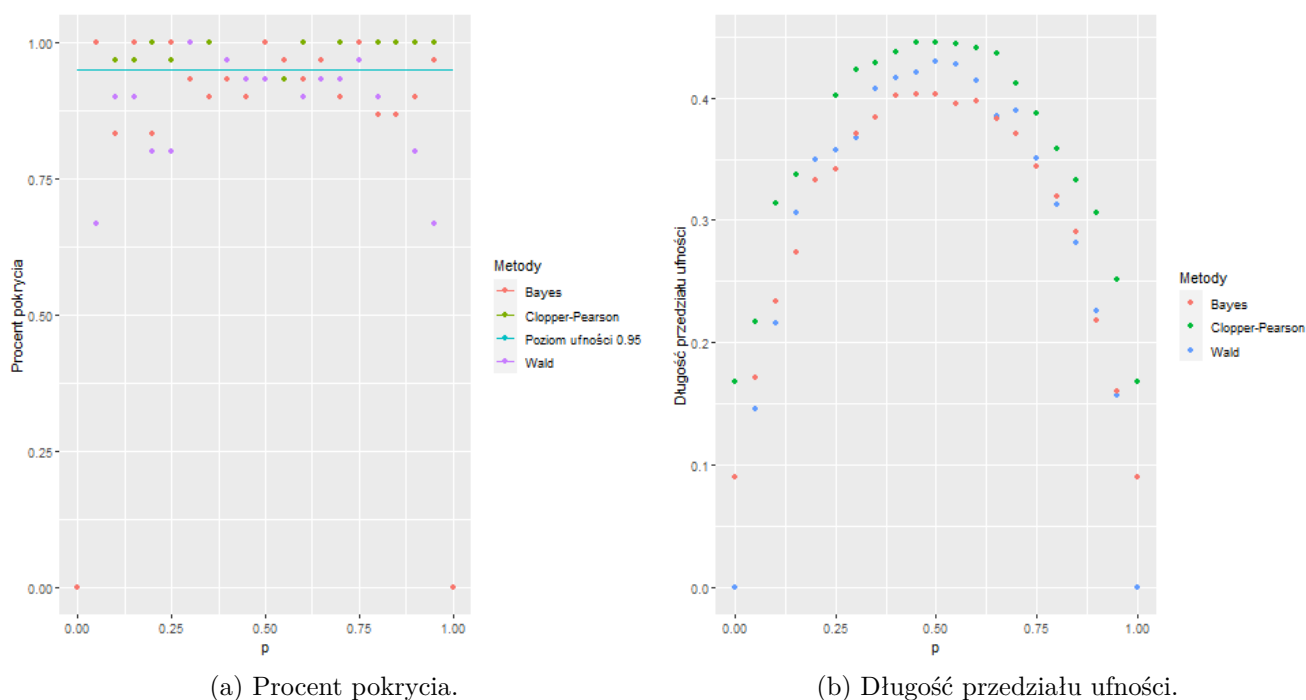 Procent pokrycia
1.00
0.75
0.50
0.25
0.00
0.00 0.25 0.50 0.75 1.00
p
Metody
Bayes
Clopper-Pearson
Poziom ufności 0.95
Wald
(a) Procent pokrycia.
Długość przedziału ufności
0.4
0.3
0.2
0.1
0.0
0.00 0.25 0.50 0.75 1.00
p
Metody
Bayes
Clopper-Pearson
Wald
(b) Długość przedziału ufności.